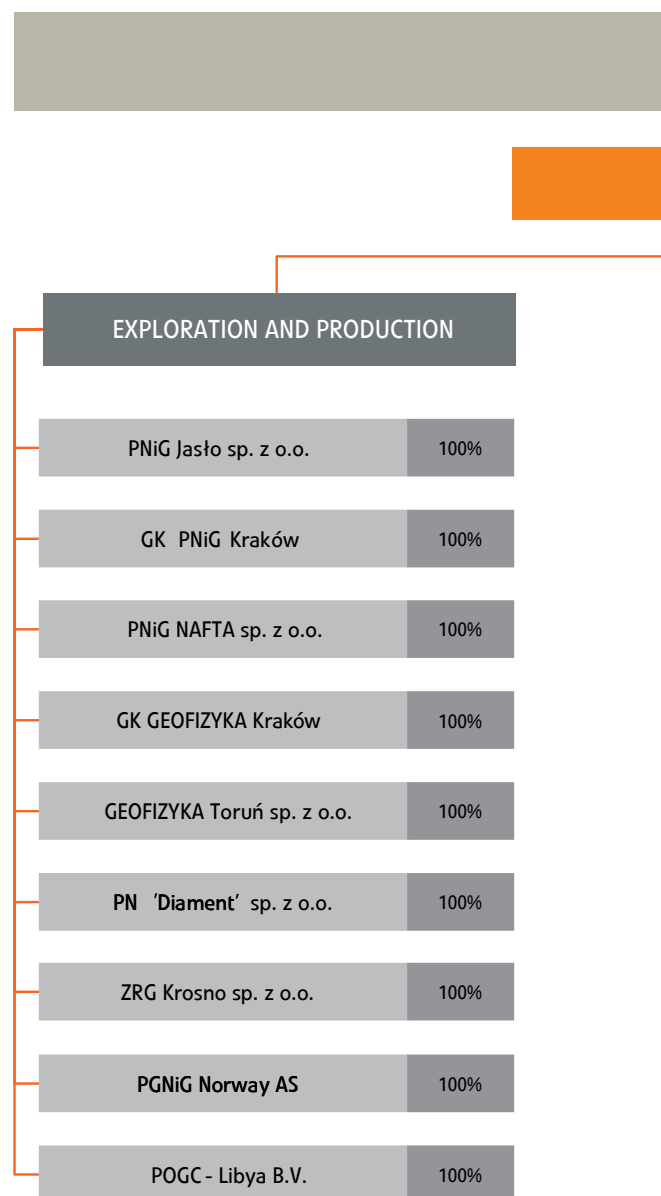 EXPLORATION AND PRODUCTION
PNiG Jasło sp. z o.o. 100%
GK PNiG Kraków 100%
PNiG NAFTA sp. z o.o. 100%
GK GEOFIZYKA Kraków 100%
GEOFIZYKA Toruń sp. z o.o. 100%
PN 'Diament' sp. z o.o. 100%
ZRG Krosno sp. z o.o. 100%
PGNiG Norway AS 100%
POGC - Libya B.V. 100%